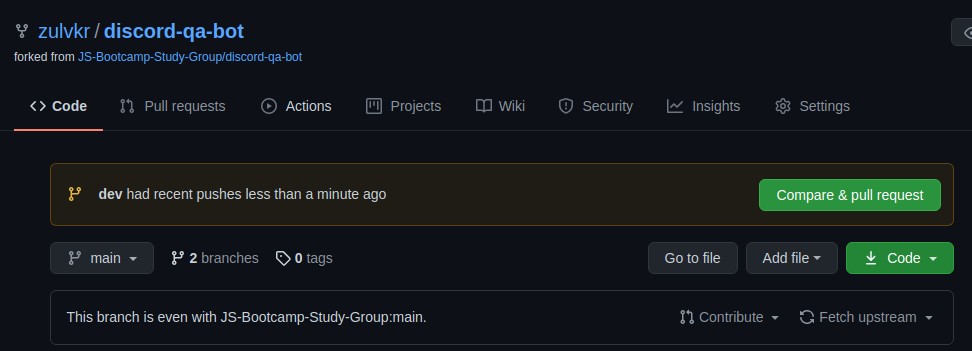 zulvkr / discord-qa-bot
forked from JS-Bootcamp-Study-Group/discord-qa-bot
Code Pull requests Actions Projects Wiki Security Insights Settings
dev had recent pushes less than a minute ago Compare & pull request
main 2 branches 0 tags Go to file Add file Code
This branch is even with JS-Bootcamp-Study-Group:main. Contribute Fetch upstream